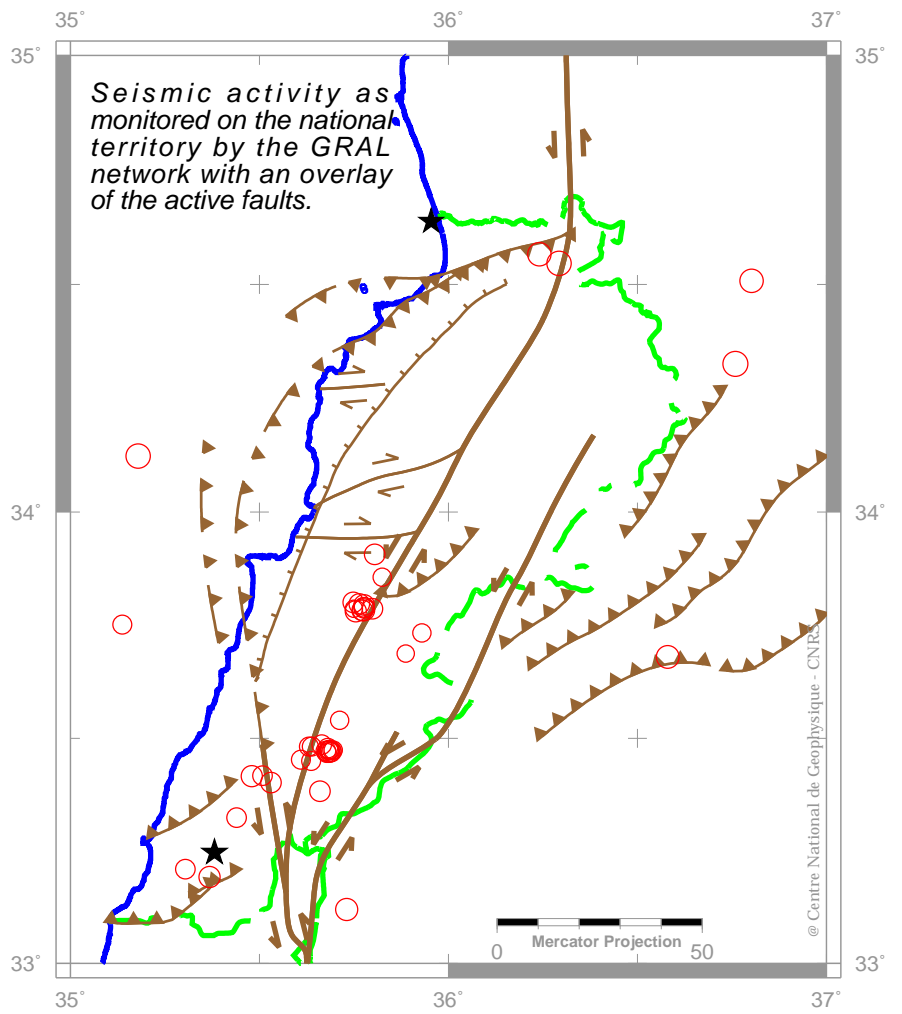 35° 36° 37°
35° 35°
Seismic activity as
monitored on the national
territory by the GRAL
network with an overlay
of the active faults.
34° 34°
@ Centre National de Geophysique - CNRS
Mercator Projection
0 50
33° 33°
35° 36° 37°